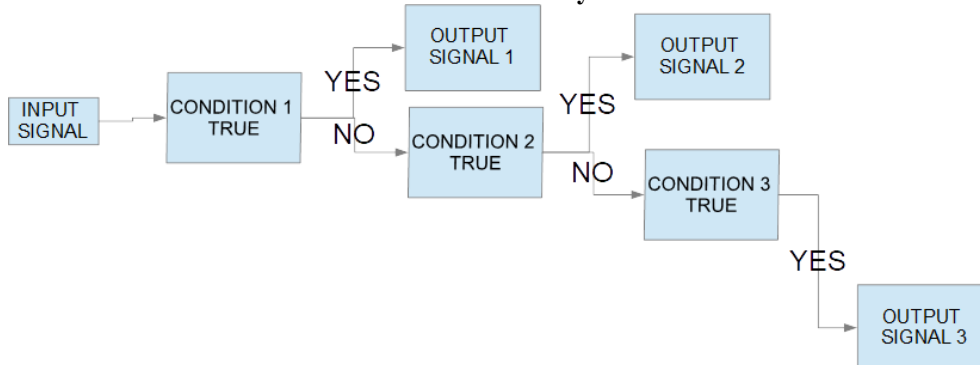 y
OUTPUT
SIGNAL 1
OUTPUT
SIGNAL 2
YES
YES
INPUT
SIGNAL
CONDITION 1
TRUE
NO
CONDITION 2
TRUE
NO
CONDITION 3
TRUE
YES
OUTPUT
SIGNAL 3